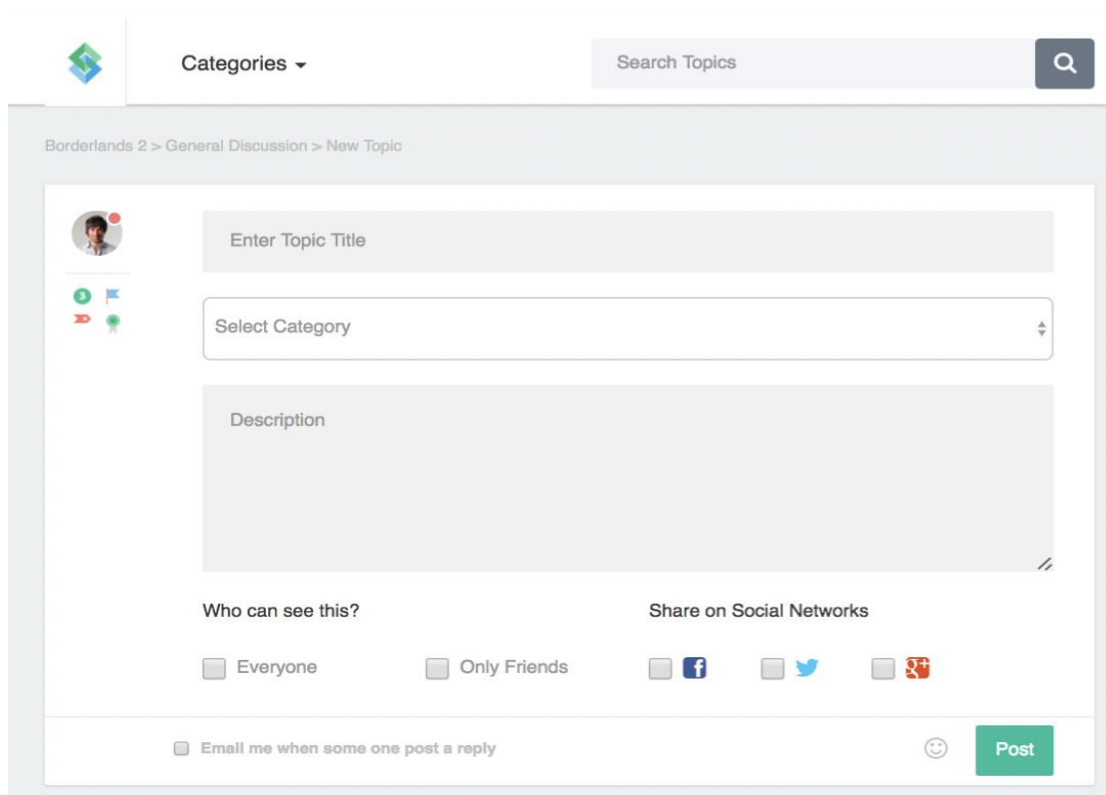 Categories
Search Topics
Borderlands 2 > General Discussion > New Topic
Enter Topic Title
3
Select Category
Description
Who can see this?
Share on Social Networks
Everyone
Only Friends
f
g+
Email me when some one post a reply
Post